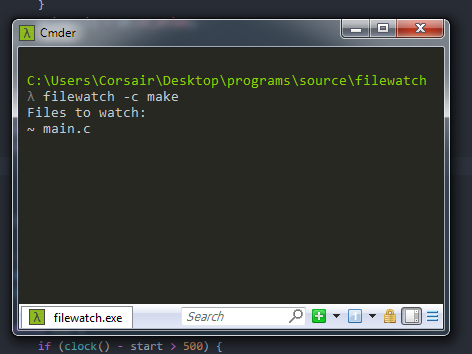 }
λ Cmder
C:\Users\Corsair\Desktop\programs\source\filewatch
λ filewatch -c make
Files to watch:
~ main.c
λ filewatch.exe
Search
1
if (clock() - start > 500) {